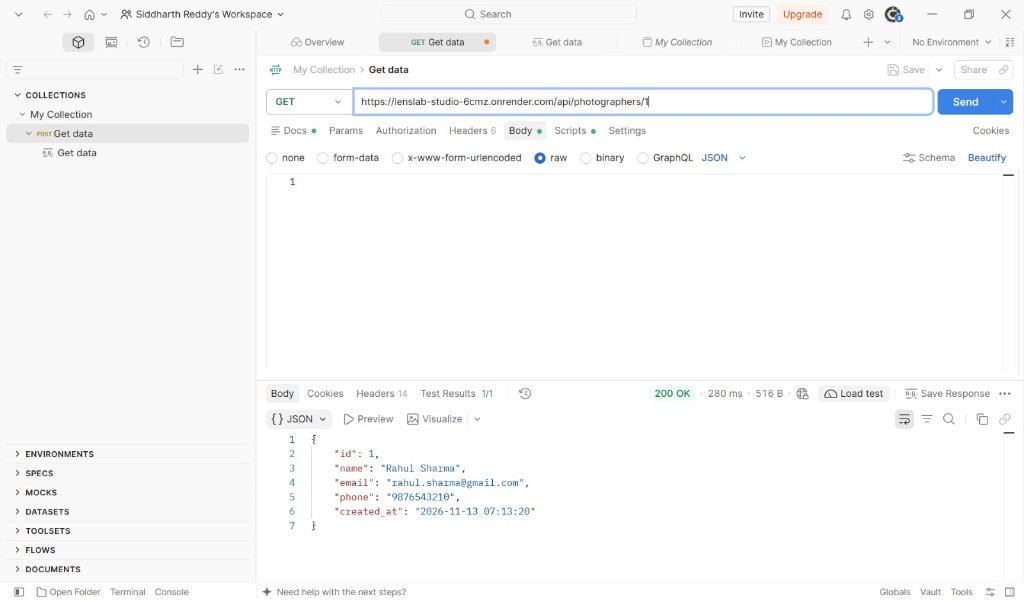 Siddharth Reddy's Workspace
Search
Invite
Upgrade
Overview
GET Get data
e.g. Get data
My Collection
My Collection
No Environment
HTTP My Collection > Get data
Save
Share
COLLECTIONS
My Collection
POST Get data
e.g. Get data
GET
https://lenslab-studio-6cmz.onrender.com/api/photographers/1
Send
Docs
Params
Authorization
Headers 6
Body
Scripts
Settings
Cookies
none
form-data
x-www-form-urlencoded
raw
binary
GraphQL
JSON
Schema
Beautify
1
Body
Cookies
Headers 14
Test Results 1/1
200 OK
280 ms
516 B
Load test
e.g. Save Response
{} JSON
Preview
Visualize
1 {
2 "id": 1,
3 "name": "Rahul Sharma",
4 "email": "rahul.sharma@gmail.com",
5 "phone": "9876543210",
6 "created_at": "2026-11-13 07:13:20"
7 }
ENVIRONMENTS
SPECS
MOCKS
DATASETS
TOOLSETS
FLOWS
DOCUMENTS
Open Folder
Terminal
Console
Need help with the next steps?
Globals
Vault
Tools